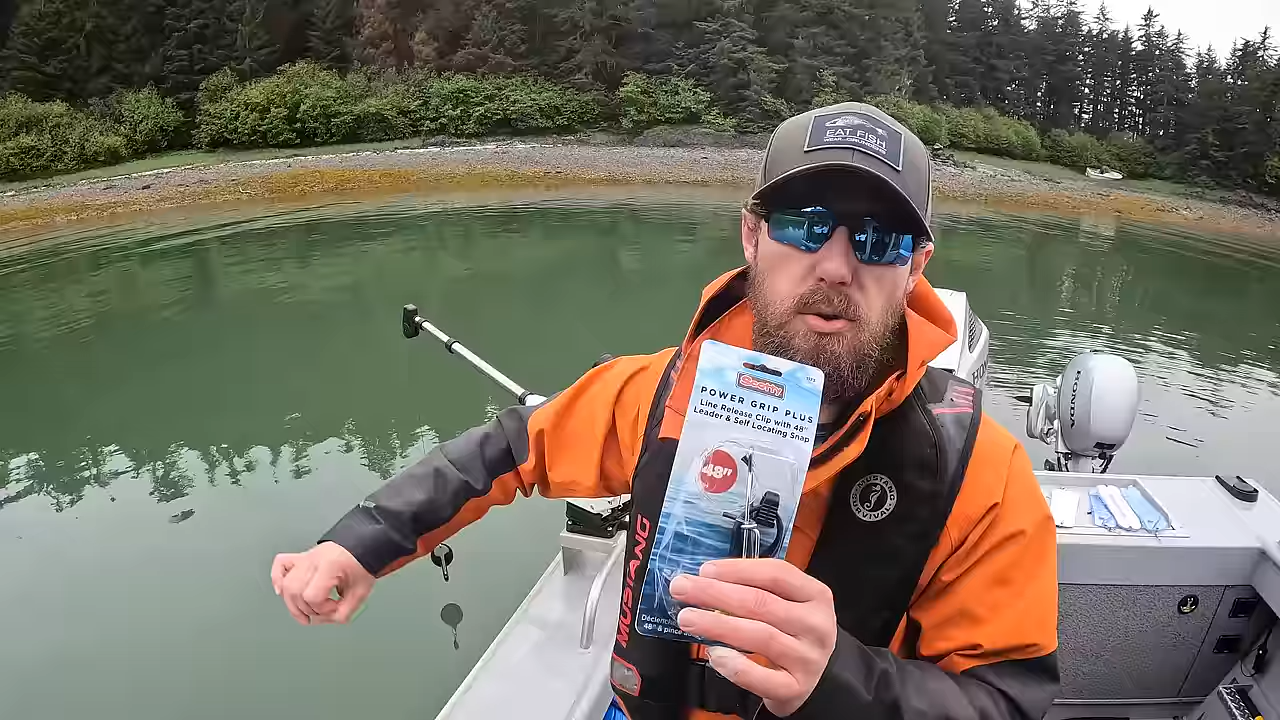 EAT FISH
Scotty
1173
POWER GRIP PLUS
Line Release Clip with 48"
Leader & Self Locating Snap
48"
MUSTANG
SURVIVAL
MUSTANG
HONDA